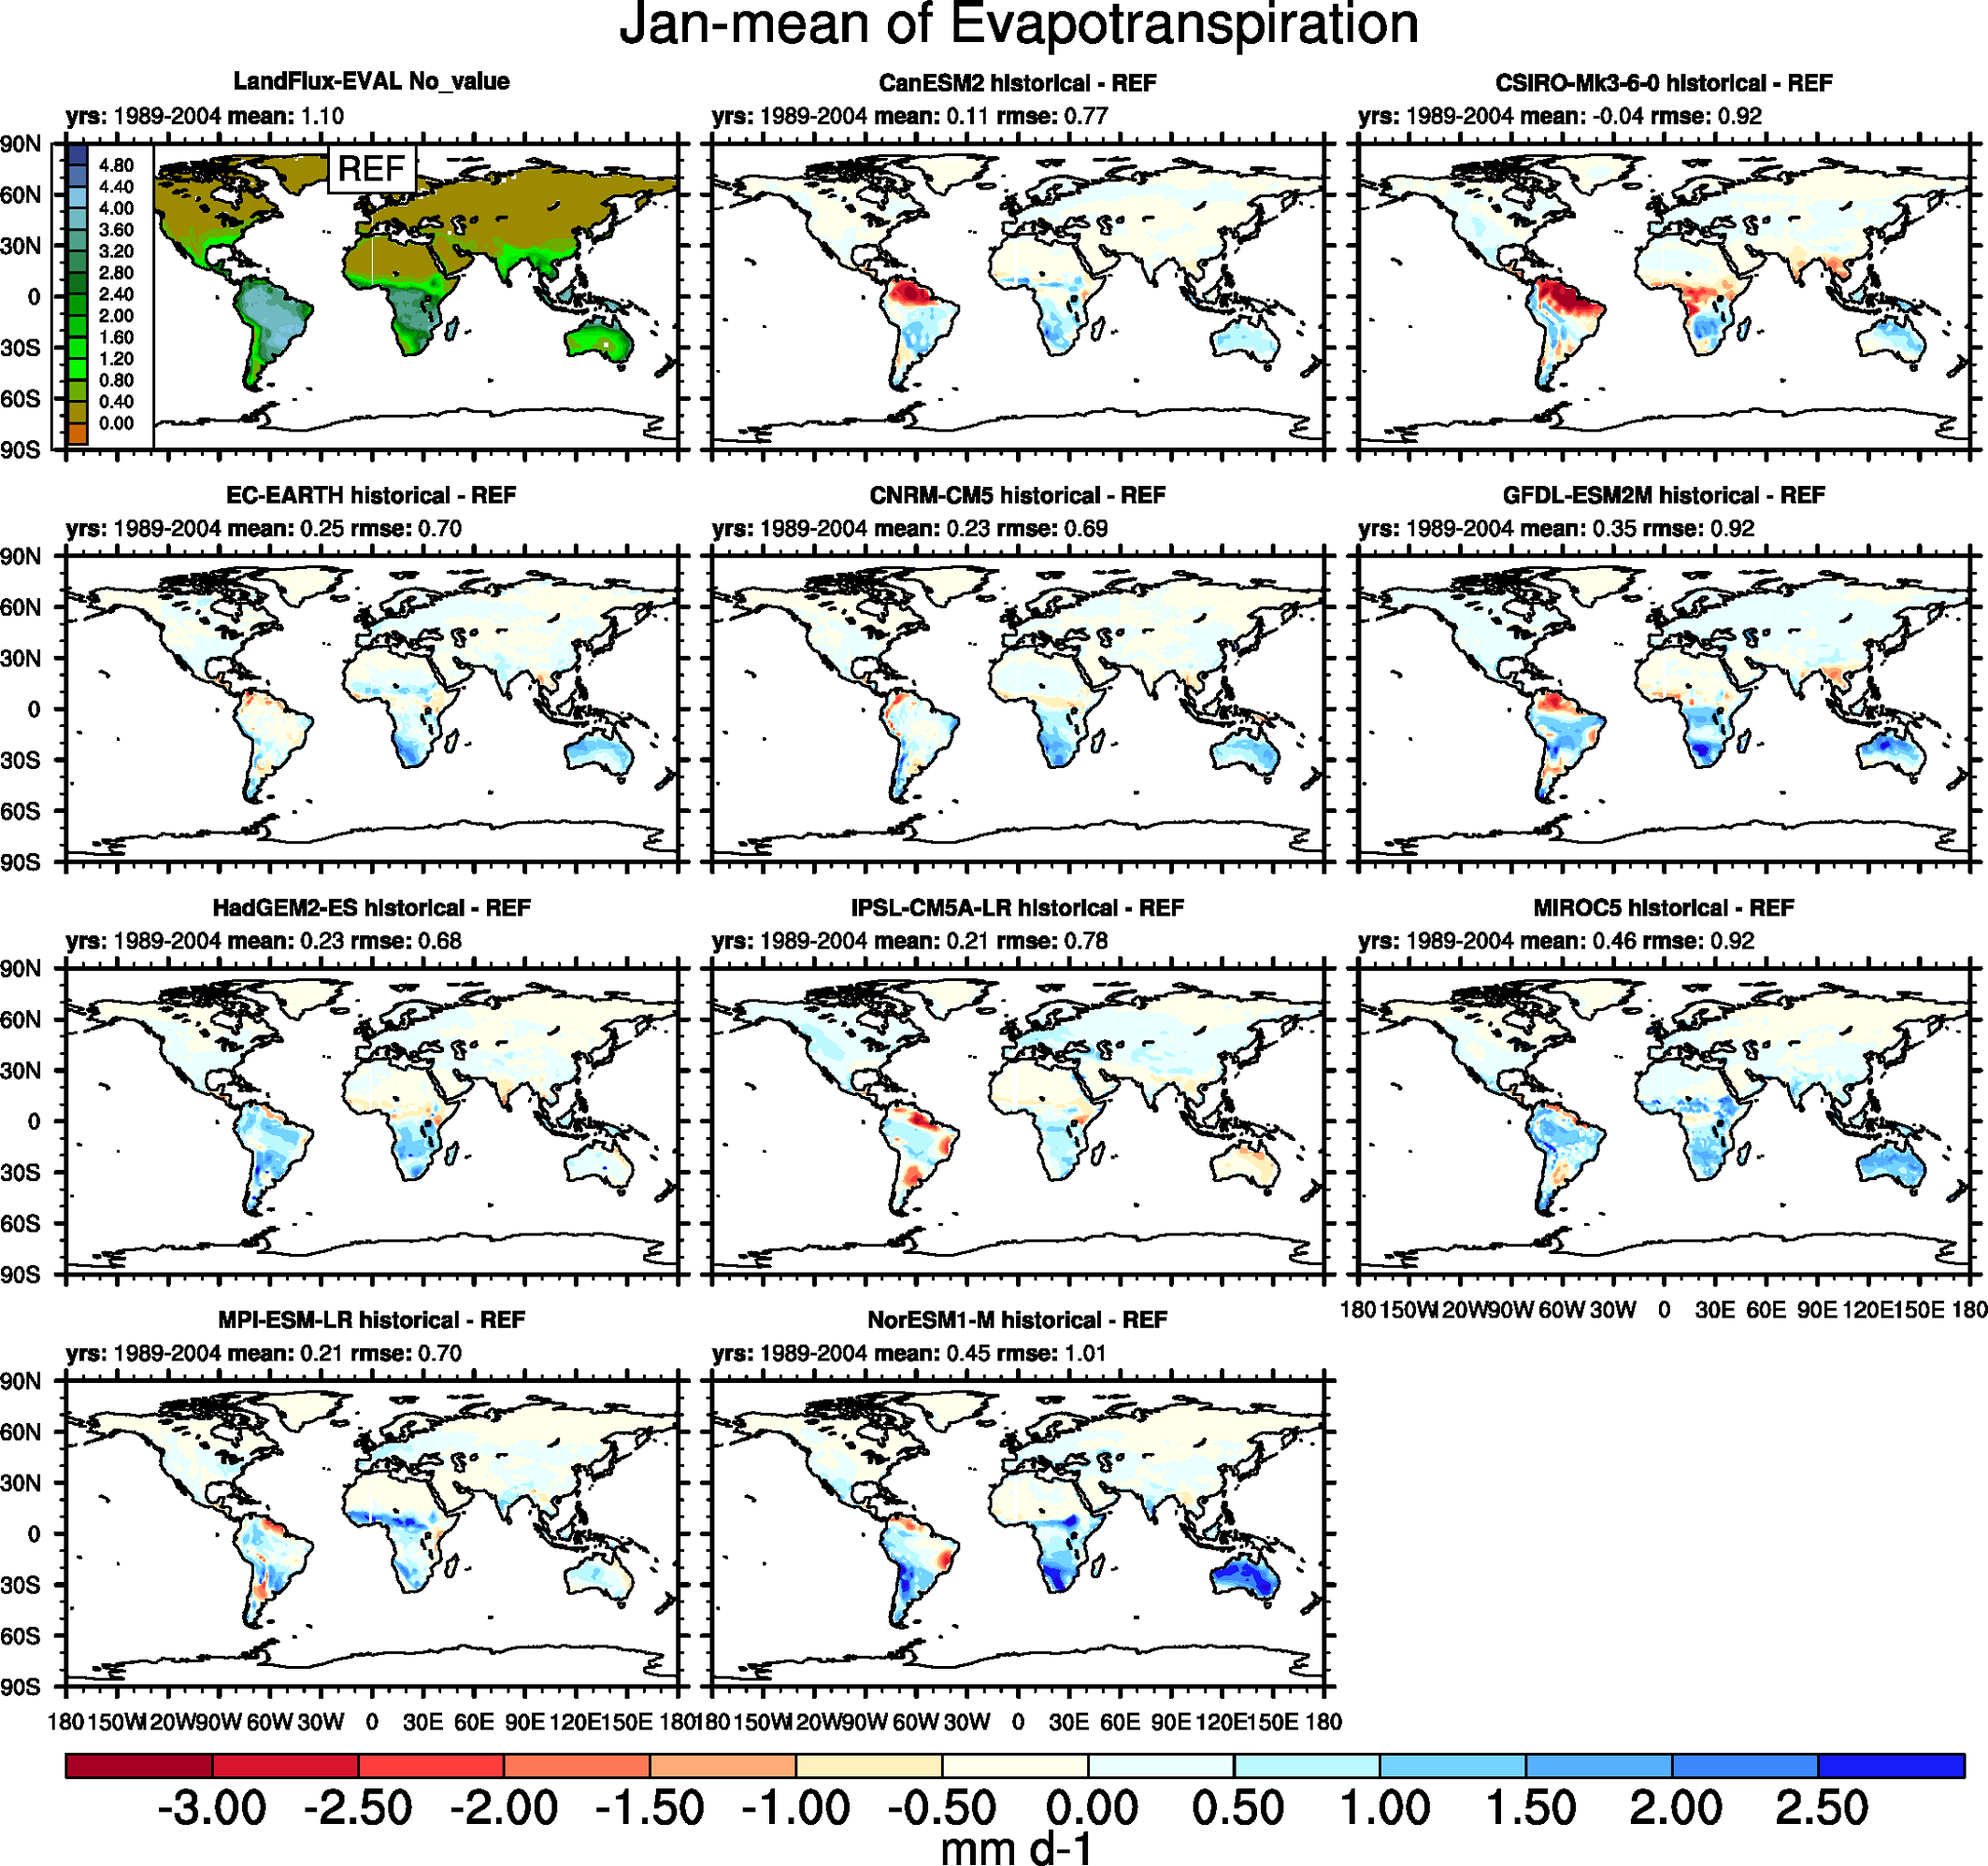 Jan-mean of Evapotranspiration
LandFlux-EVAL No_value
yrs: 1989-2004 mean: 1.10
CanESM2 historical - REF
yrs: 1989-2004 mean: 0.11 rmse: 0.77
CSIRO-Mk3-6-0 historical - REF
yrs: 1989-2004 mean: -0.04 rmse: 0.92
90N
60N
30N
0
30S
60S
90S
4.80
4.40
4.00
3.60
3.20
2.80
2.40
2.00
1.60
1.20
0.80
0.40
0.00
REF
EC-EARTH historical - REF
yrs: 1989-2004 mean: 0.25 rmse: 0.70
CNRM-CM5 historical - REF
yrs: 1989-2004 mean: 0.23 rmse: 0.69
GFDL-ESM2M historical - REF
yrs: 1989-2004 mean: 0.35 rmse: 0.92
90N
60N
30N
0
30S
60S
90S
HadGEM2-ES historical - REF
yrs: 1989-2004 mean: 0.23 rmse: 0.68
IPSL-CM5A-LR historical - REF
yrs: 1989-2004 mean: 0.21 rmse: 0.78
MIROC5 historical - REF
yrs: 1989-2004 mean: 0.46 rmse: 0.92
90N
60N
30N
0
30S
60S
90S
180 150W 120W 90W 60W 30W 0 30E 60E 90E 120E 150E 180
MPI-ESM-LR historical - REF
yrs: 1989-2004 mean: 0.21 rmse: 0.70
NorESM1-M historical - REF
yrs: 1989-2004 mean: 0.45 rmse: 1.01
90N
60N
30N
0
30S
60S
90S
180 150W 120W 90W 60W 30W 0 30E 60E 90E 120E 150E 180
180 150W 120W 90W 60W 30W 0 30E 60E 90E 120E 150E 180
-3.00 -2.50 -2.00 -1.50 -1.00 -0.50 0.00 0.50 1.00 1.50 2.00 2.50
mm d-1